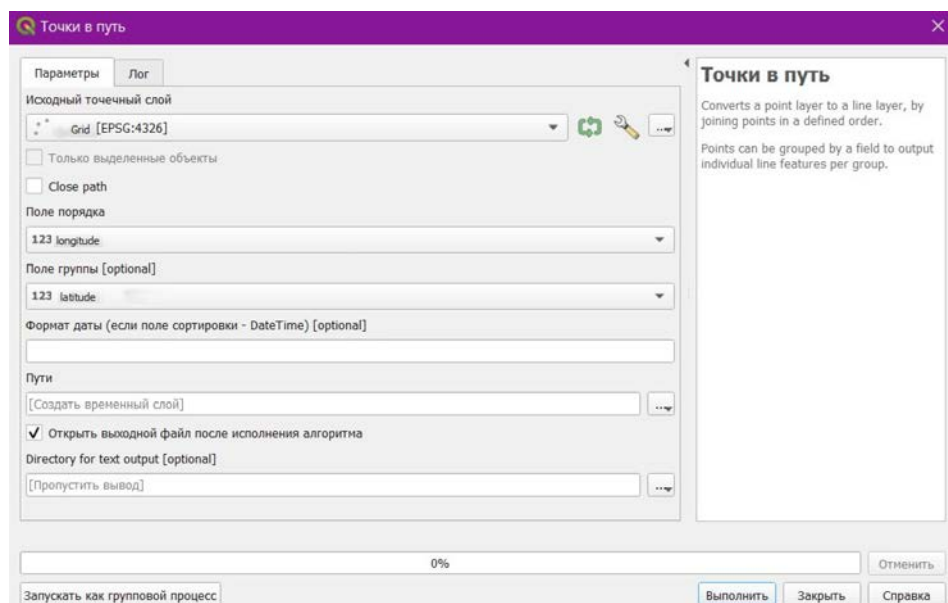 Точки в путь
Параметры
Лог
Исходный точечный слой
Grid [EPSG:4326]
Только выделенные объекты
Close path
Поле порядка
123 longitude
Поле группы [optional]
123 latitude
Формат даты (если поле сортировки - DateTime) [optional]
Пути
[Создать временный слой]
Открыть выходной файл после исполнения алгоритма
Directory for text output [optional]
[Пропустить вывод]
Точки в путь
Converts a point layer to a line layer, by
joining points in a defined order.
Points can be grouped by a field to output
individual line features per group.
0%
Отменить
Запускать как групповой процесс
Выполнить
Закрыть
Справка